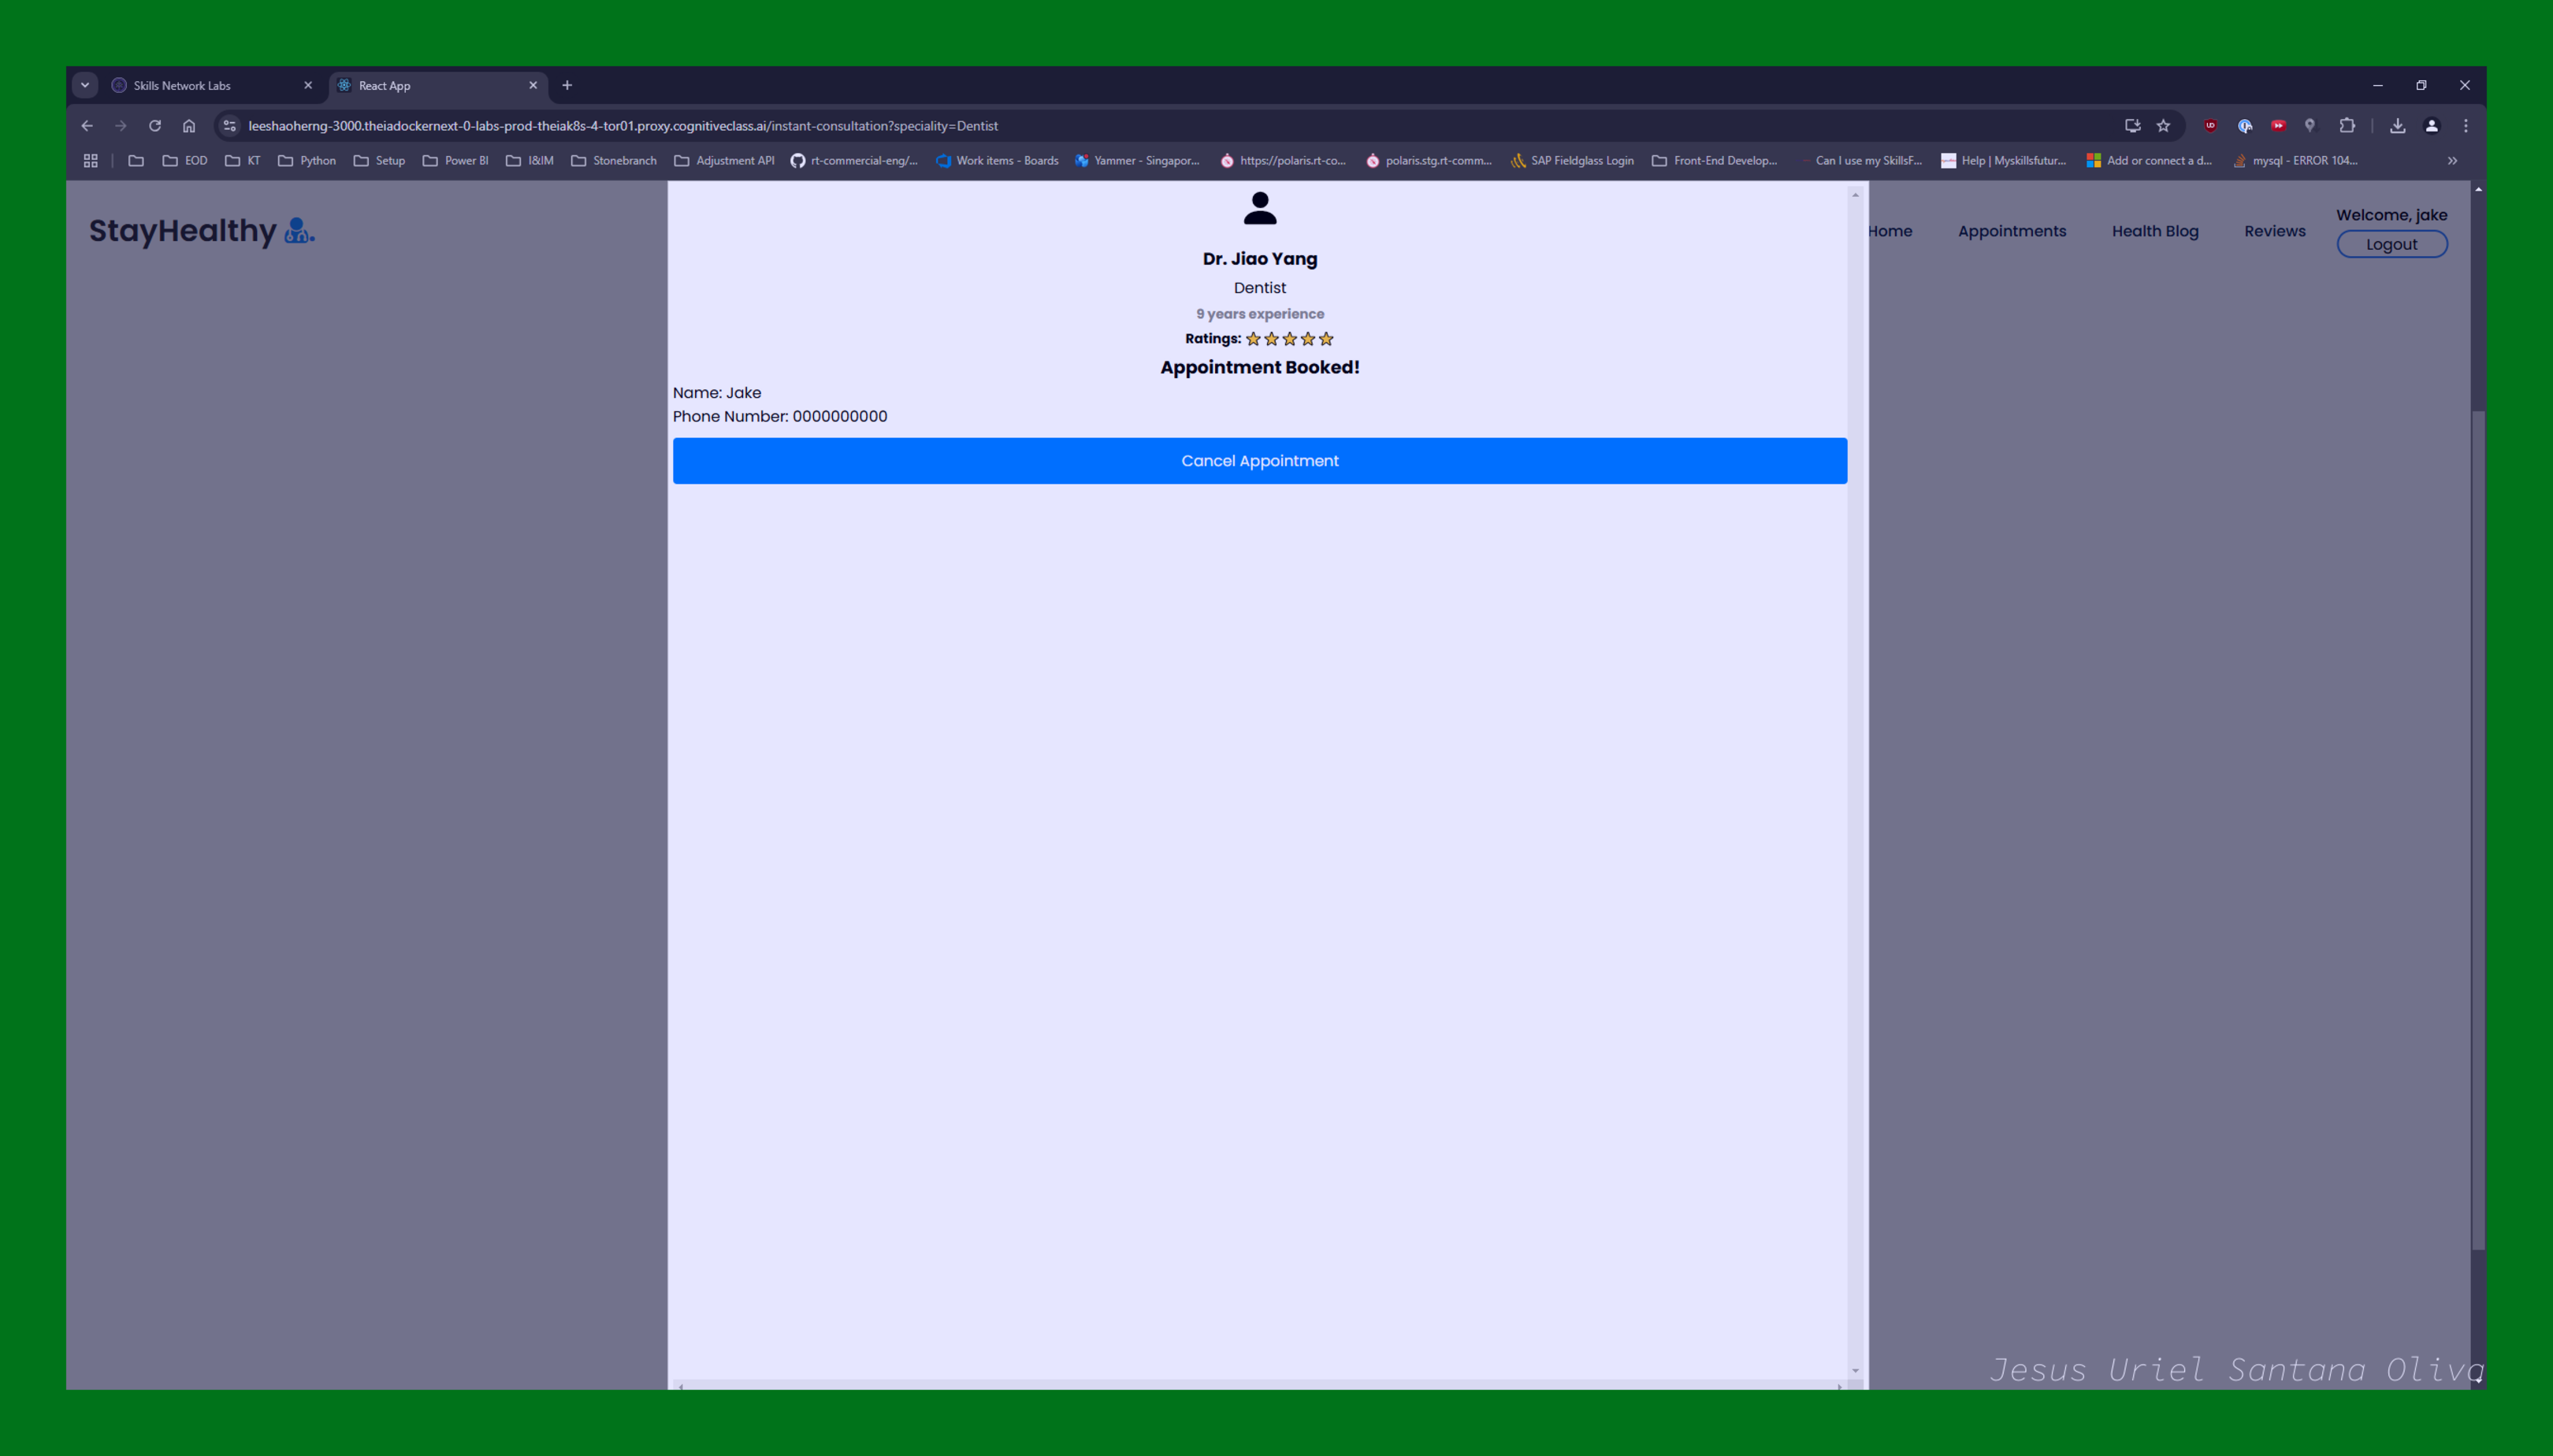 Skills Network Labs
React App
leeshaoherng-3000.theiadockernext-0-labs-prod-theiak8s-4-tor01.proxy.cognitiveclass.ai/instant-consultation?speciality=Dentist
EOD KT Python Setup Power BI I&IM Stonebranch Adjustment API rt-commercial-eng/... Work items - Boards Yammer - Singapor... https://polaris.rt-co... polaris.stg.rt-comm... SAP Fieldglass Login Front-End Develop... Can I use my SkillsF... Help | Myskillsfutur... Add or connect a d... mysql - ERROR 104...
StayHealthy
Home Appointments Health Blog Reviews
Welcome, jake
Logout
Dr. Jiao Yang
Dentist
9 years experience
Ratings:
Appointment Booked!
Name: Jake
Phone Number: 0000000000
Cancel Appointment
Jesus Uriel Santana Oliva